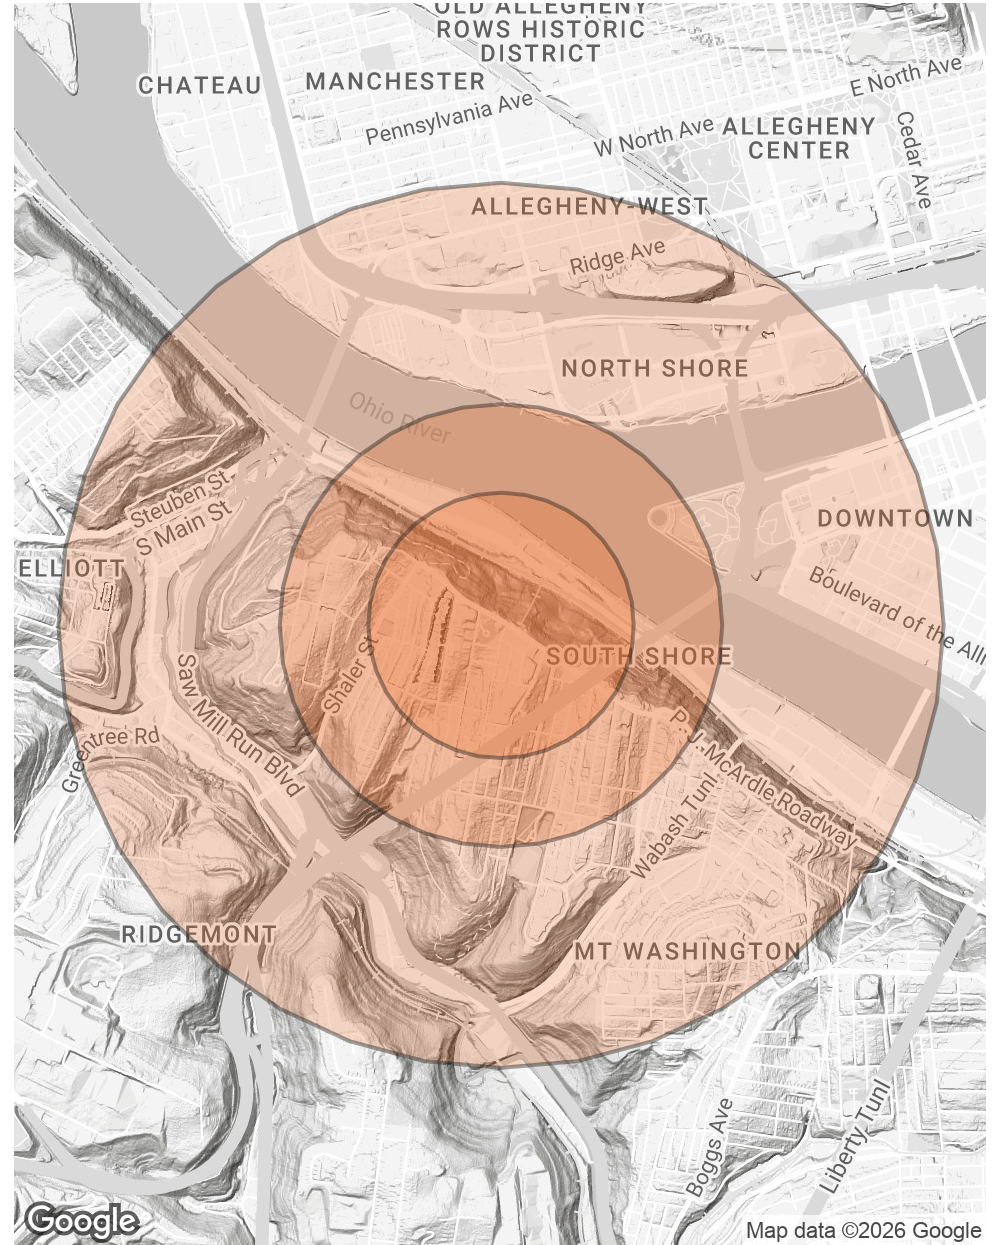 OLD ALLEGHENY
ROWS HISTORIC
DISTRICT
CHATEAU
MANCHESTER
E North Ave
Pennsylvania Ave
W North Ave
ALLEGHENY
CENTER
Cedar Ave
ALLEGHENY-WEST
Ridge Ave
NORTH SHORE
Ohio River
Steuben St
S Main St
DOWNTOWN
ELLIOTT
Boulevard of the Alli
SOUTH SHORE
Shaler St
Saw Mill Run Blvd
Greentree Rd
P.J. McArdle Roadway
Wabash Tunl
RIDGEMONT
MT WASHINGTON
Boggs Ave
Liberty Tunl
Google
Map data ©2026 Google